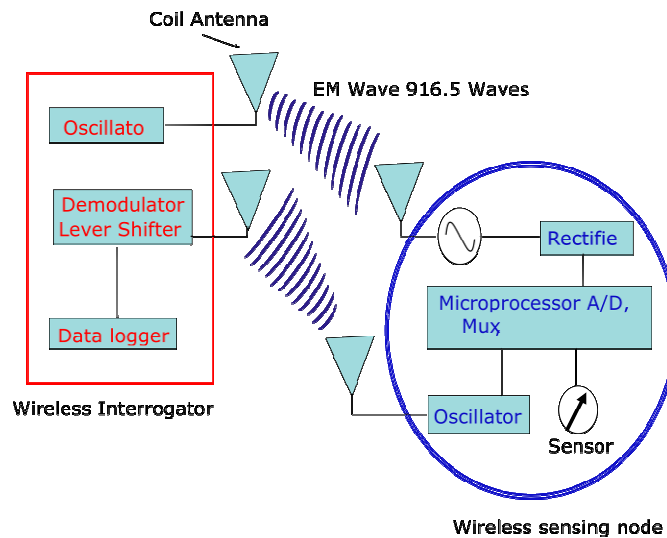 Coil Antenna
EM Wave 916.5 Waves
Oscillato
Demodulator
Lever Shifter
Data logger
Wireless Interrogator
Rectifie
Microprocessor A/D,
Mux
Oscillator
Sensor
Wireless sensing node